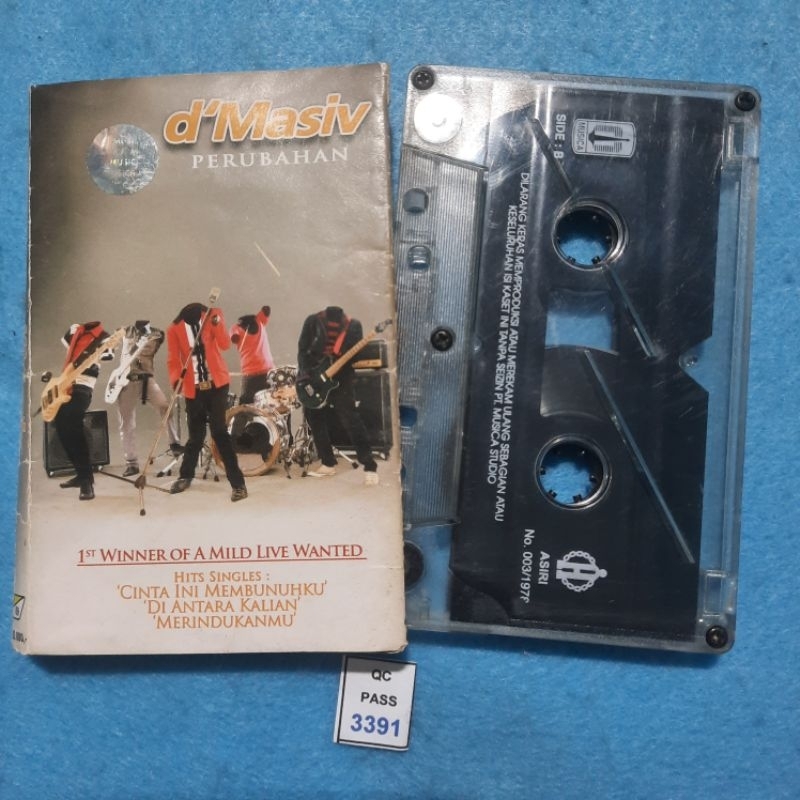 d'Masiv
PERUBAHAN
MUSIC
1ST WINNER OF A MILD LIVE WANTED
HITS SINGLES :
'CINTA INI MEMBUNUHKU'
'DI ANTARA KALIAN'
'MERINDUKANMU'
SIDE : B
MUSICA
DILARANG KERAS MEMPRODUKSI ATAU MEREKAM ULANG SEBAGIAN ATAU
KESELURUHAN ISI KASET INI TANPA SEIZIN PT. MUSICA STUDIO
ASIRI
No. 003/197
QC
PASS
3391